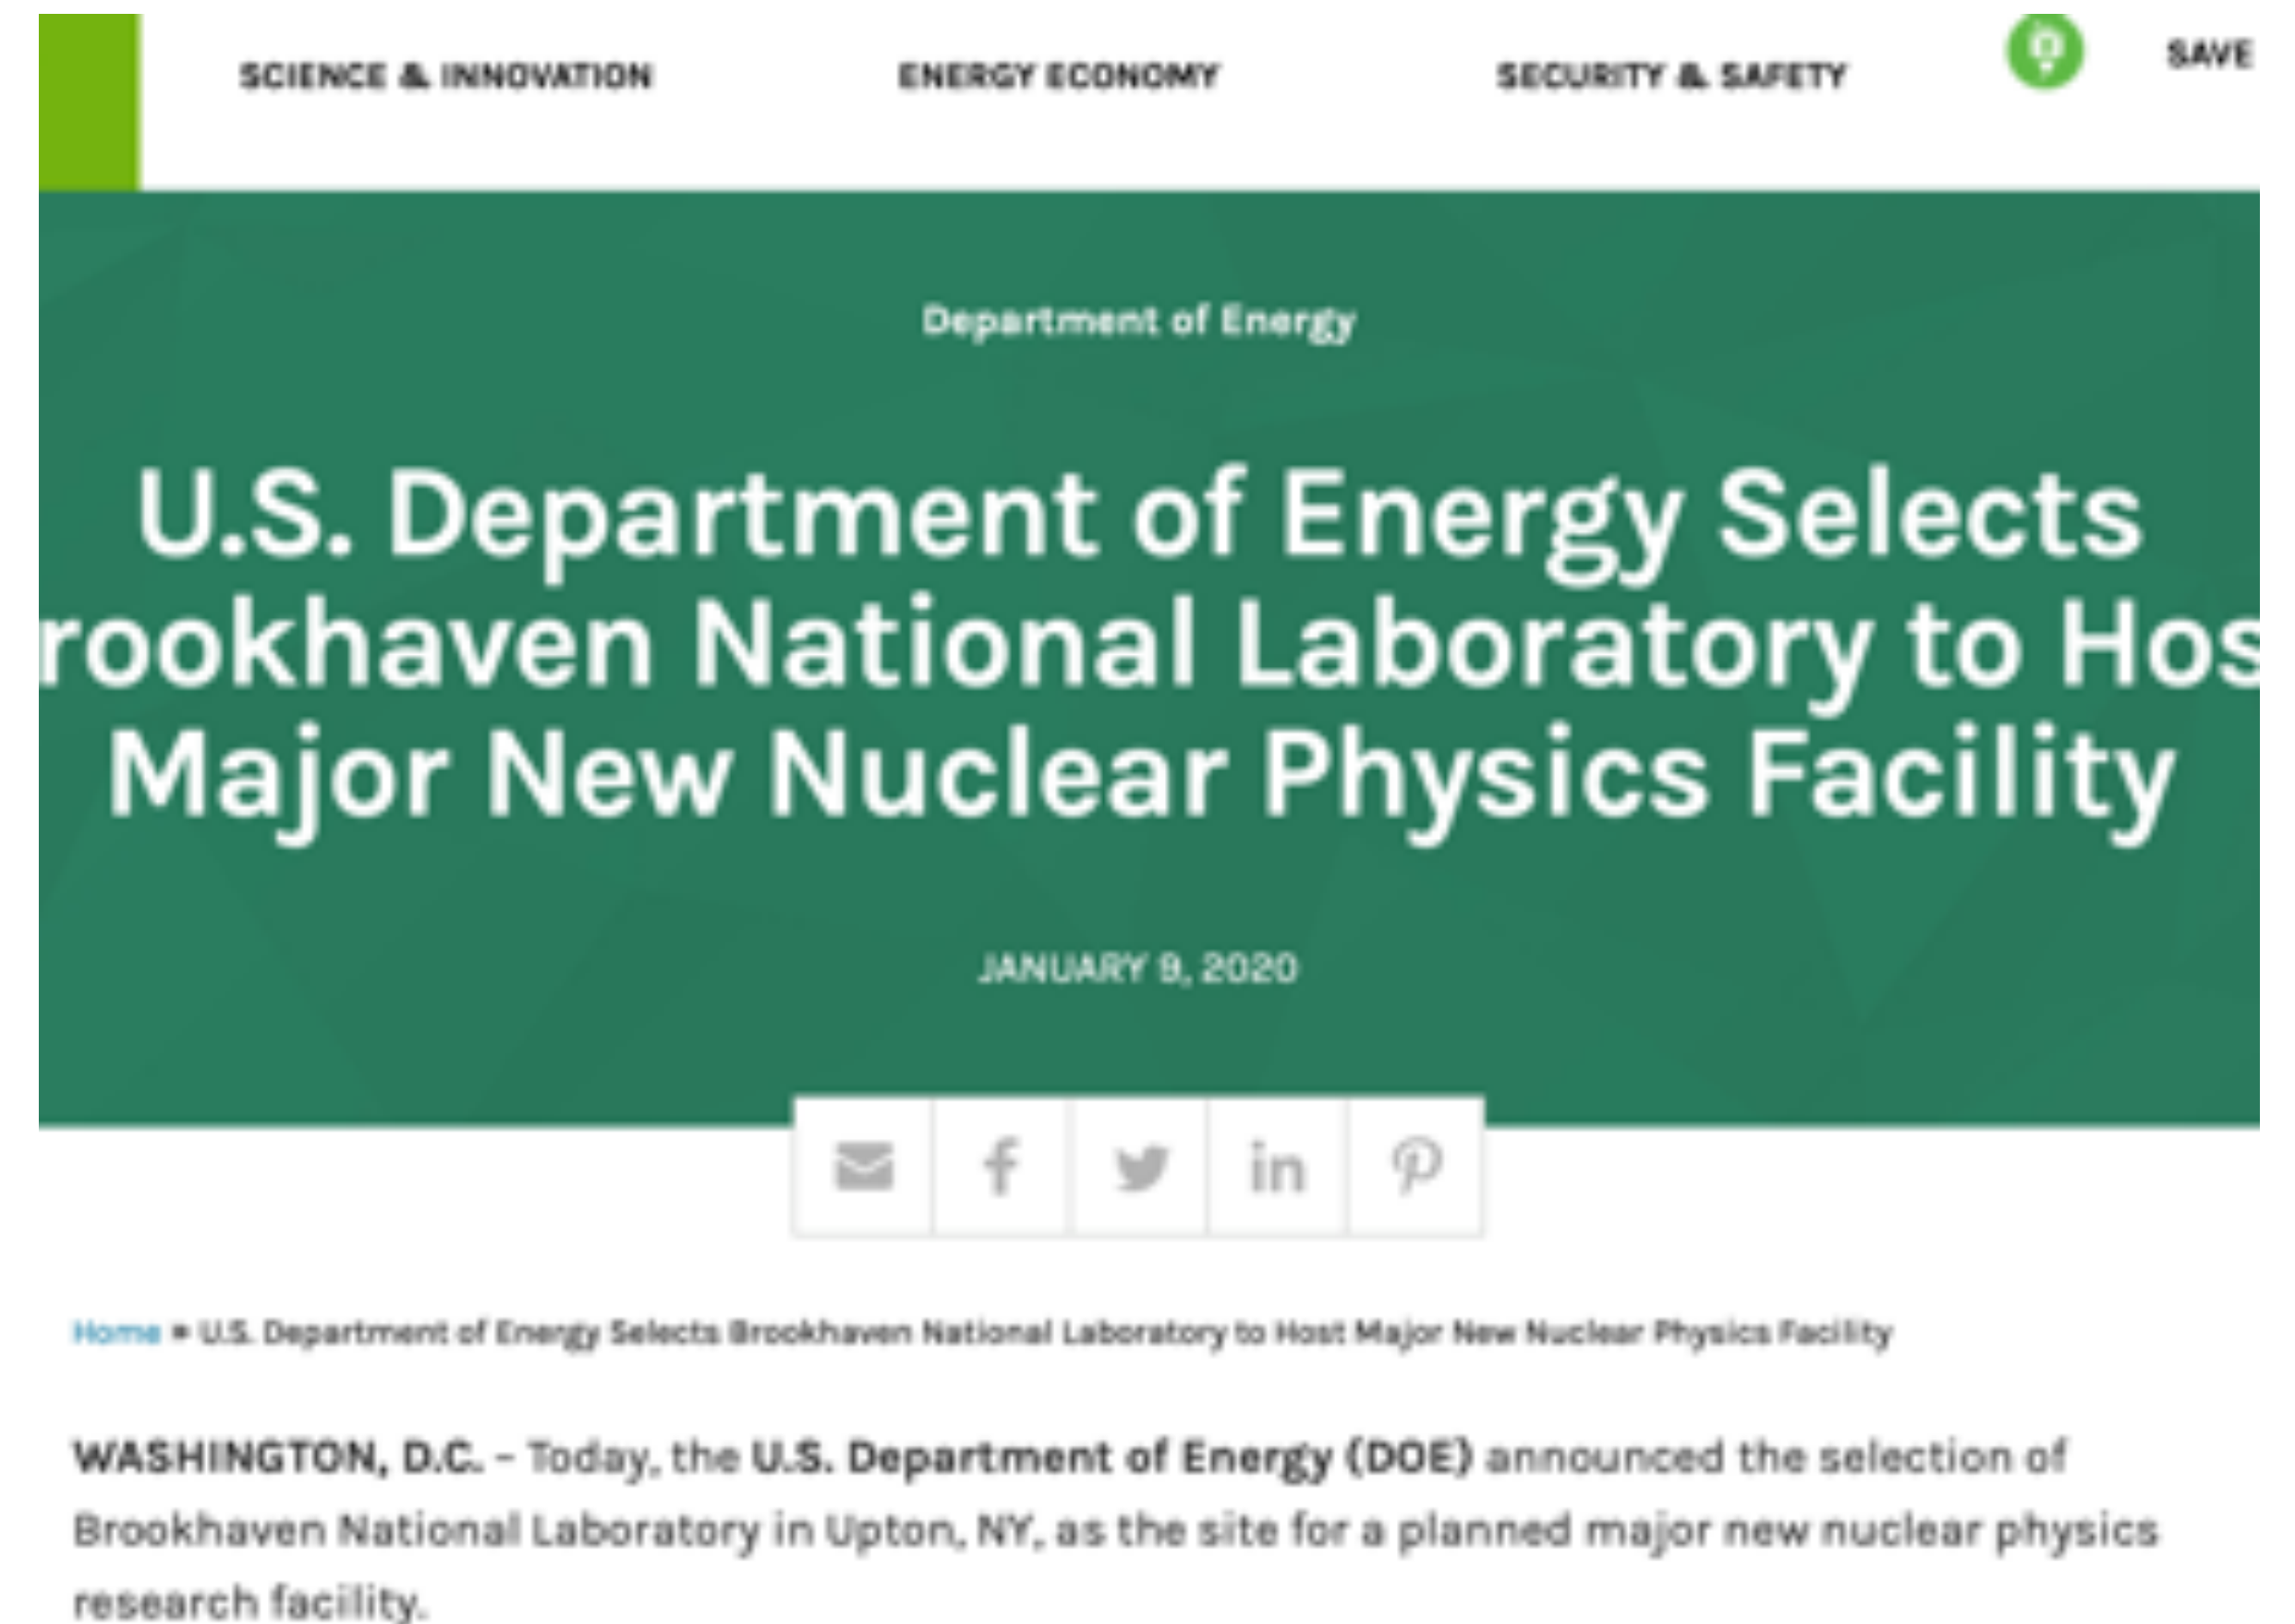 SCIENCE & INNOVATION ENERGY ECONOMY SECURITY & SAFETY SAVE
Department of Energy
U.S. Department of Energy Selects
rookhaven National Laboratory to Hos
Major New Nuclear Physics Facility
JANUARY 9, 2020
Home » U.S. Department of Energy Selects Brookhaven National Laboratory to Host Major New Nuclear Physics Facility
WASHINGTON, D.C. – Today, the U.S. Department of Energy (DOE) announced the selection of
Brookhaven National Laboratory in Upton, NY, as the site for a planned major new nuclear physics
research facility.